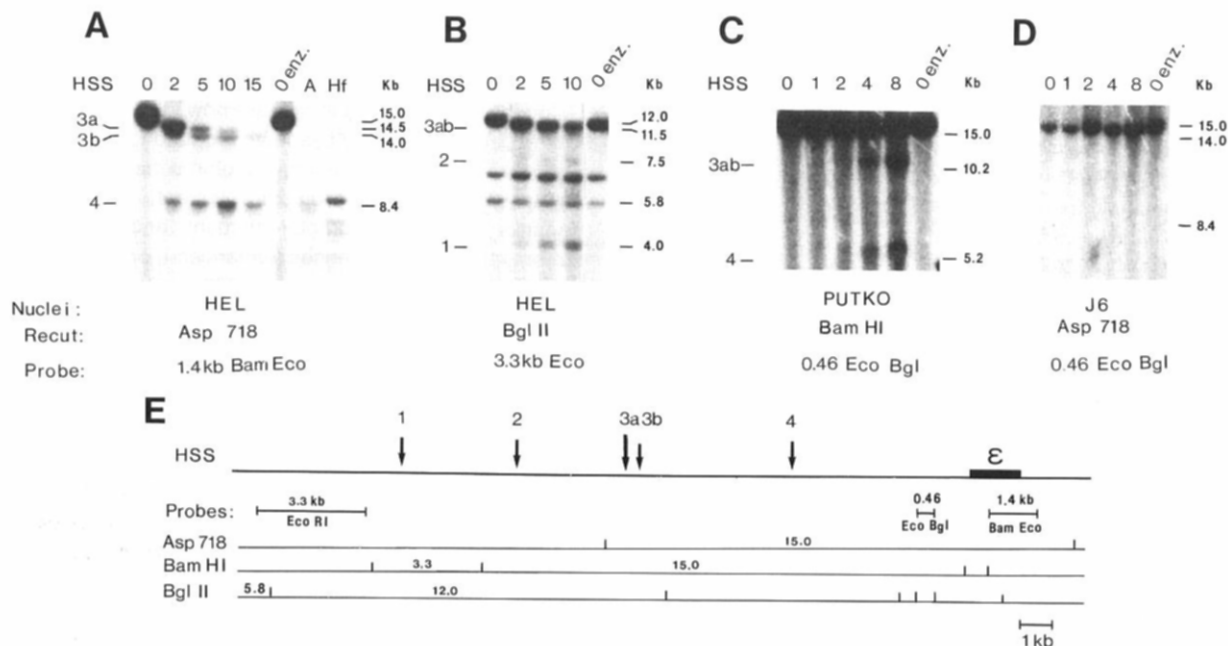 A
HSS 0 2 5 10 15 0 enz. A Hf Kb
3a
3b
4
15.0
14.5
14.0
8.4
B
HSS 0 2 5 10 0 enz. Kb
3ab
2
1
12.0
11.5
7.5
5.8
4.0
C
HSS 0 1 2 4 8 0 enz. Kb
3ab
4
15.0
10.2
5.2
D
0 1 2 4 8 0 enz. Kb
15.0
14.0
8.4
Nuclei: HEL HEL PUTKO J6
Recut: Asp 718 Bgl II Bam HI Asp 718
Probe: 1.4kb Bam Eco 3.3kb Eco 0.46 Eco Bgl 0.46 Eco Bgl
E
1 2 3a 3b 4
HSS ε
3.3 kb 0.46 1.4 kb
Probes:
Eco RI Eco Bgl Bam Eco
Asp 718 15.0
Bam HI 3.3 15.0
Bgl II 5.8 12.0
1 kb